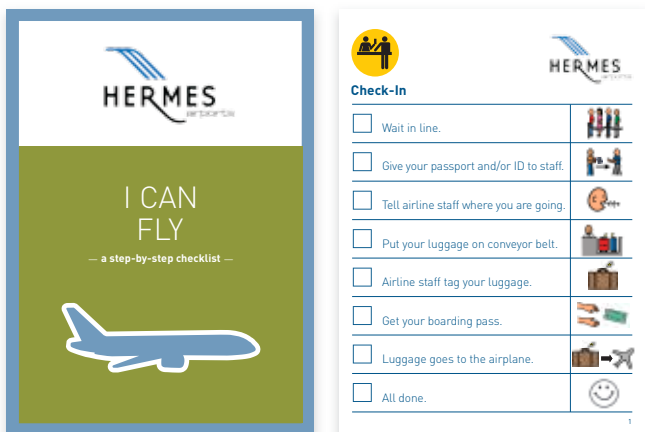 HERMES
airports
I CAN
FLY
— a step-by-step checklist —
HERMES
airports
Check-In
Wait in line.
Give your passport and/or ID to staff.
Tell airline staff where you are going.
Put your luggage on conveyor belt.
Airline staff tag your luggage.
Get your boarding pass.
Luggage goes to the airplane.
All done.
1